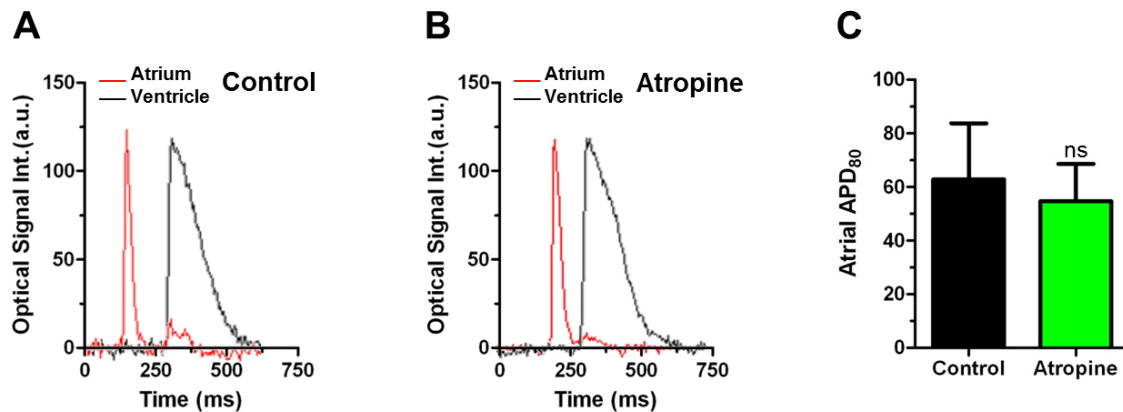 A
Atrium
Ventricle
Control
Optical Signal Int.(a.u.)
150
100
50
0
0 250 500 750
Time (ms)
B
Atrium
Ventricle
Atropine
Optical Signal Int.(a.u.)
150
100
50
0
0 250 500 750
Time (ms)
C
Atrial APD80
100
80
60
40
20
0
ns
Control Atropine